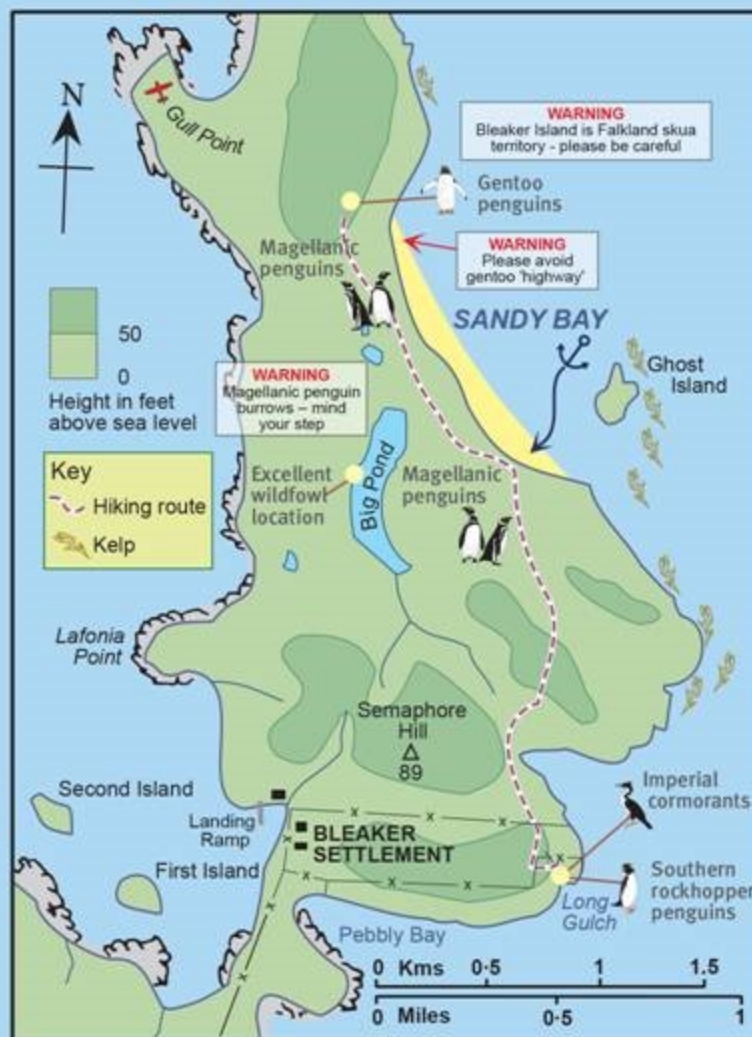 N
Gull Point
WARNING
Bleaker Island is Falkland skua
territory - please be careful
Gentoo
penguins
WARNING
Please avoid
gentoo 'highway'
Magellanic
penguins
SANDY BAY
50
0
Height in feet
above sea level
Ghost
Island
WARNING
Magellanic penguin
burrows – mind
your step
Key
Hiking route
Kelp
Excellent
wildfowl
location
Big Pond
Magellanic
penguins
Lafonia
Point
Semaphore
Hill
89
Second Island
Landing
Ramp
BLEAKER
SETTLEMENT
First Island
Imperial
cormorants
Southern
rockhopper
penguins
Long
Gulch
Pebbly Bay
0 Kms 0·5 1 1.5
0 Miles 0·5 1